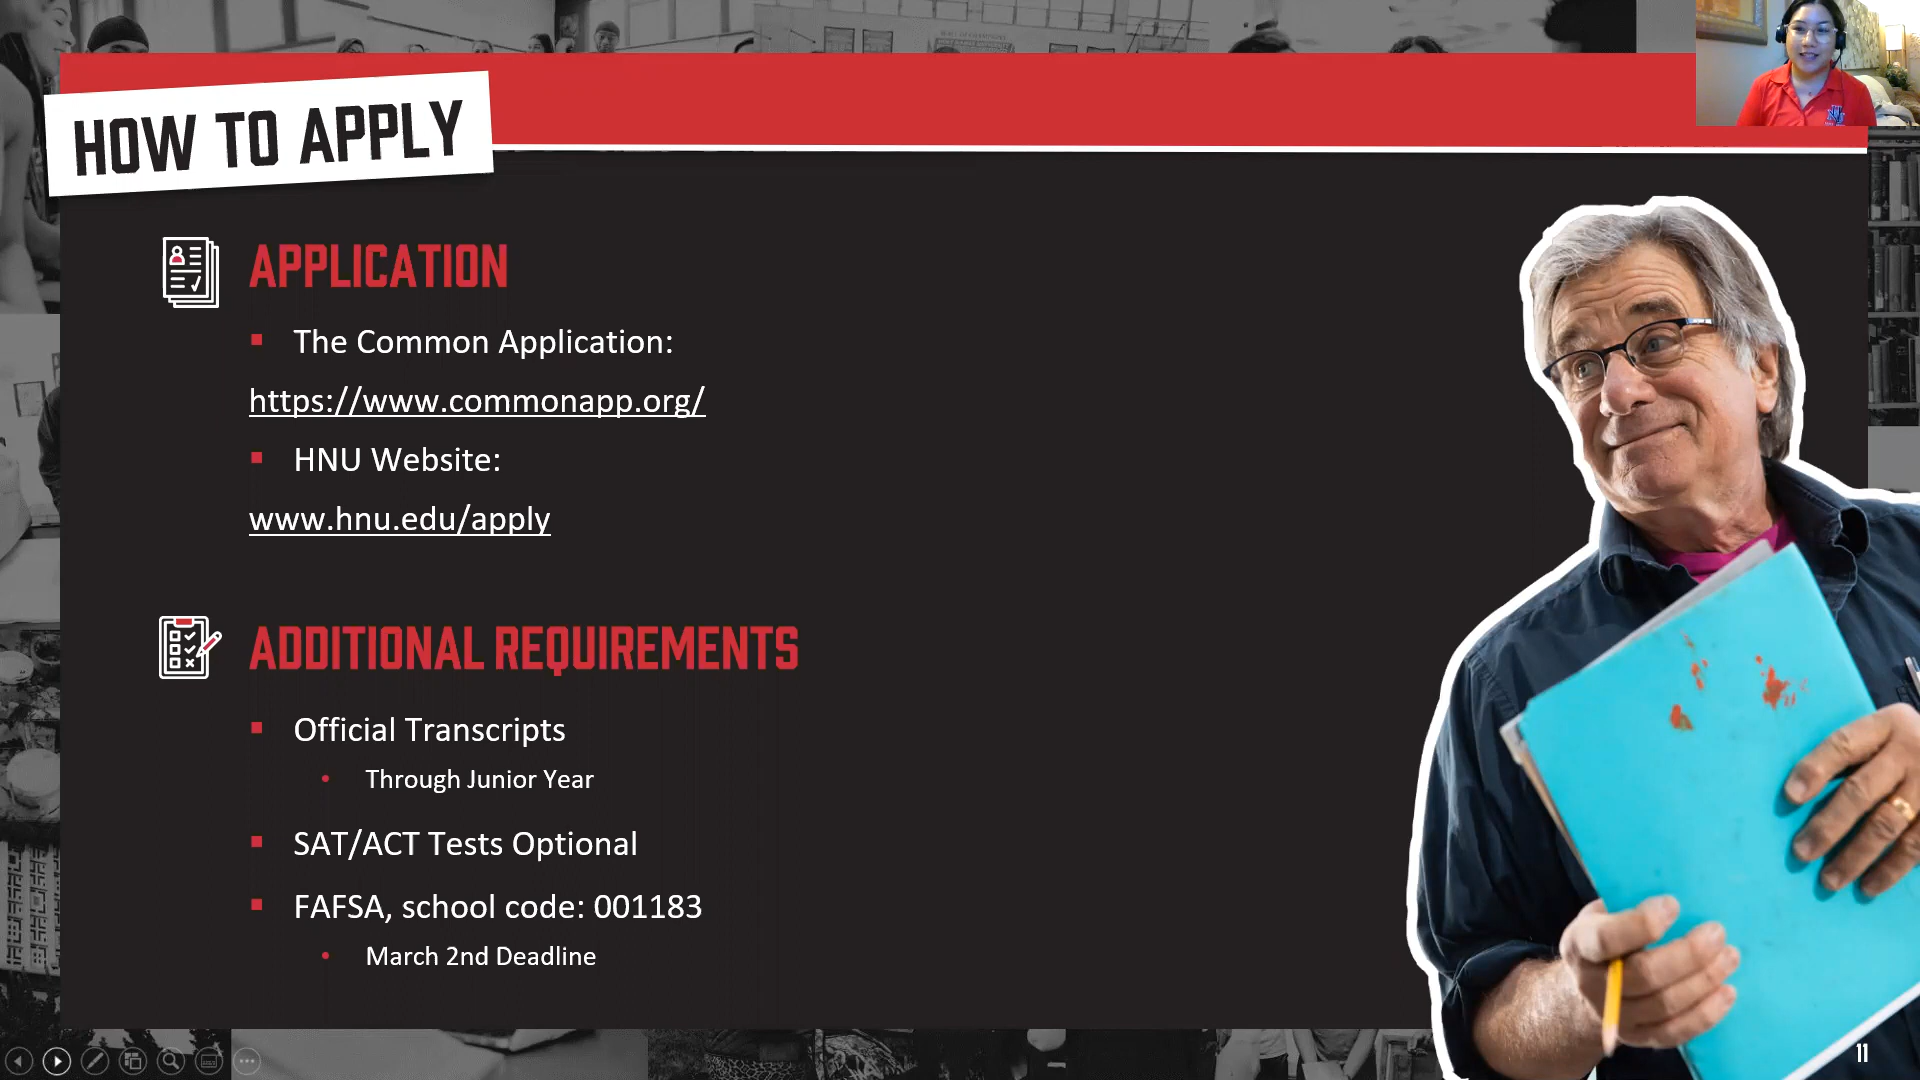 HOW TO APPLY
APPLICATION
The Common Application:
https://www.commonapp.org/
HNU Website:
www.hnu.edu/apply
ADDITIONAL REQUIREMENTS
Official Transcripts
Through Junior Year
SAT/ACT Tests Optional
FAFSA, school code: 001183
March 2nd Deadline
11